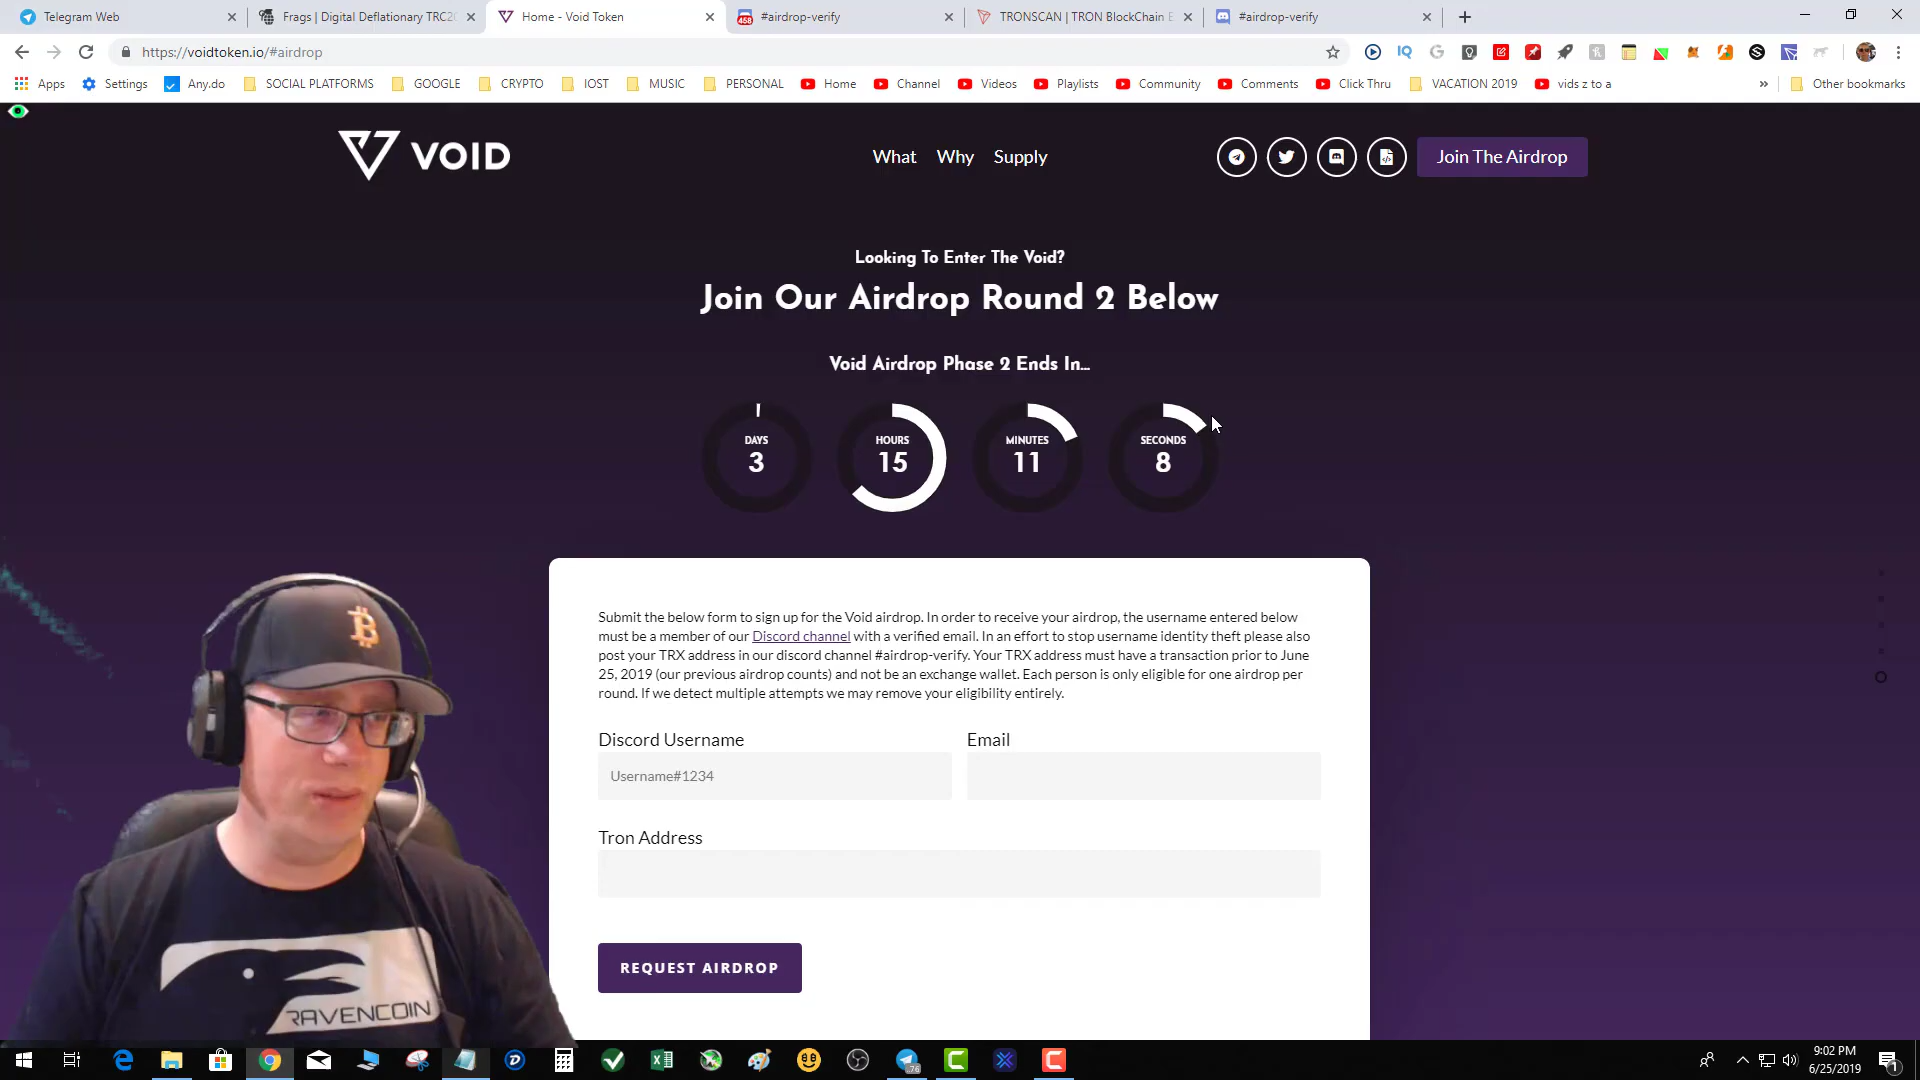 Telegram Web
Frags | Digital Deflationary TRC20
Home - Void Token
458
#airdrop-verify
TRONSCAN | TRON BlockChain E
#airdrop-verify
https://voidtoken.io/#airdrop
Apps
Settings
Any.do
SOCIAL PLATFORMS
GOOGLE
CRYPTO
IOST
MUSIC
PERSONAL
Home
Channel
Videos
Playlists
Community
Comments
Click Thru
VACATION 2019
vids z to a
»
Other bookmarks
VOID
What
Why
Supply
Join The Airdrop
Looking To Enter The Void?
Join Our Airdrop Round 2 Below
Void Airdrop Phase 2 Ends In...
DAYS
3
HOURS
15
MINUTES
11
SECONDS
8
Submit the below form to sign up for the Void airdrop. In order to receive your airdrop, the username entered below
must be a member of our Discord channel with a verified email. In an effort to stop username identity theft please also
post your TRX address in our discord channel #airdrop-verify. Your TRX address must have a transaction prior to June
25, 2019 (our previous airdrop counts) and not be an exchange wallet. Each person is only eligible for one airdrop per
round. If we detect multiple attempts we may remove your eligibility entirely.
Discord Username
Email
Username#1234
Tron Address
REQUEST AIRDROP
RAVENCOIN
9:02 PM
6/25/2019